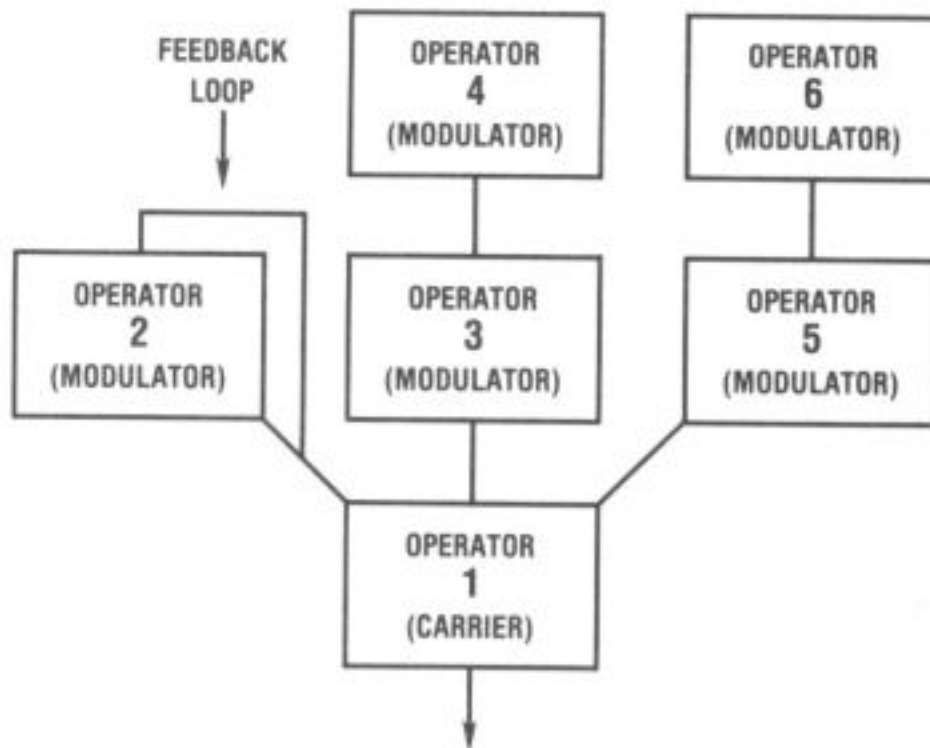 FEEDBACK
LOOP
OPERATOR
4
(MODULATOR)
OPERATOR
6
(MODULATOR)
OPERATOR
2
(MODULATOR)
OPERATOR
3
(MODULATOR)
OPERATOR
5
(MODULATOR)
OPERATOR
1
(CARRIER)